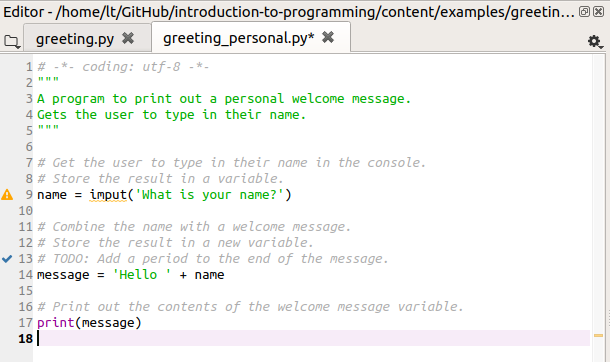 Editor - /home/lt/GitHub/introduction-to-programming/content/examples/greetin...
greeting.py
greeting_personal.py*
1 # -*- coding: utf-8 -*-
2 """
3 A program to print out a personal welcome message.
4 Gets the user to type in their name.
5 """
6
7 # Get the user to type in their name in the console.
8 # Store the result in a variable.
9 name = imput('What is your name?')
10
11 # Combine the name with a welcome message.
12 # Store the result in a new variable.
13 # TODO: Add a period to the end of the message.
14 message = 'Hello ' + name
15
16 # Print out the contents of the welcome message variable.
17 print(message)
18